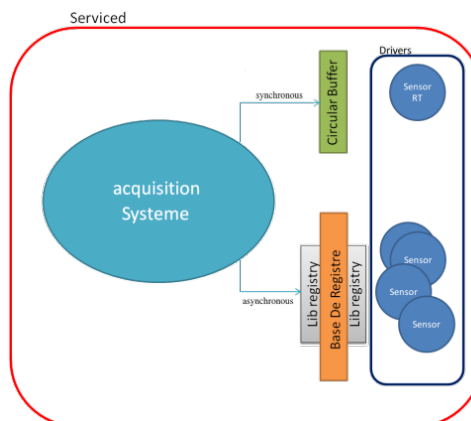 Serviced
Drivers
Sensor
RT
synchronous
Circular Buffer
acquisition
Systeme
Sensor
Sensor
Sensor
asynchronous
Lib registry
Base De Registre
Lib registry